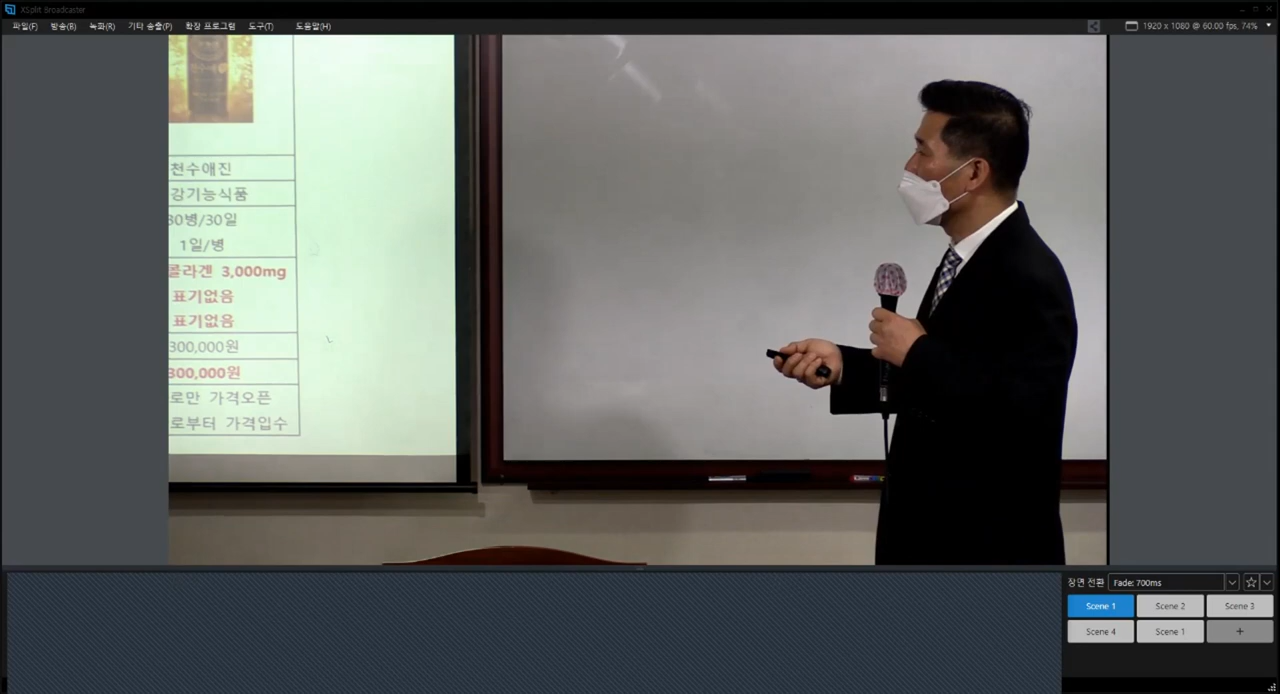 XSplit Broadcaster
파일(F) 방송(B) 녹화(R) 기타 송출(P) 확장 프로그램 도구(T) 도움말(H)
1920 x 1080 @ 60.00 fps, 74%
천수애진
강기능식품
30병/30일
1일/병
콜라겐 3,000mg
표기없음
표기없음
300,000원
300,000원
로만 가격오픈
로부터 가격입수
장면 전환 Fade: 700ms
Scene 1 Scene 2 Scene 3
Scene 4 Scene 1 +